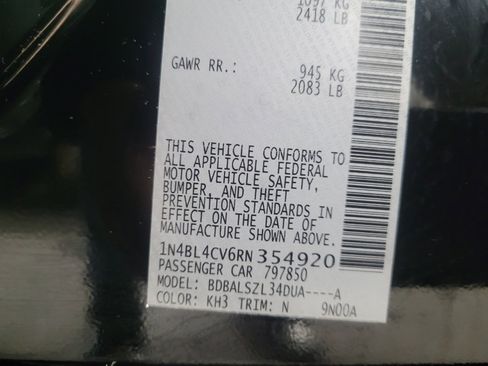 1097 KG
2418 LB
GAWR RR.: 945 KG
2083 LB
THIS VEHICLE CONFORMS TO
ALL APPLICABLE FEDERAL
MOTOR VEHICLE SAFETY,
BUMPER, AND THEFT
PREVENTION STANDARDS IN
EFFECT ON THE DATE OF
MANUFACTURE SHOWN ABOVE.
1N4BL4CV6RN354920
PASSENGER CAR 797850
MODEL: BDBALSZL34DUA----A
COLOR: KH3 TRIM: N 9N00A